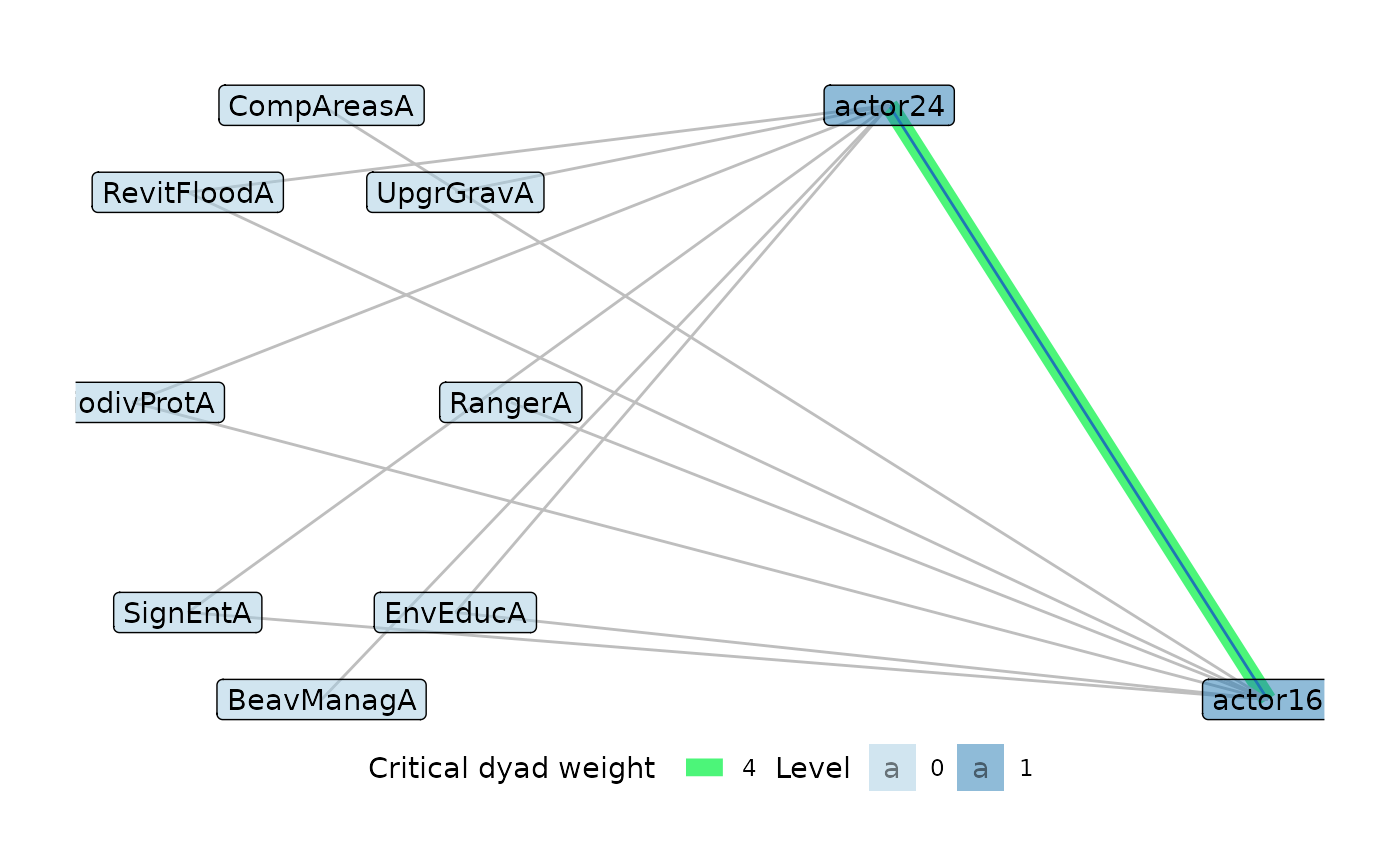 CompAreasA
actor24
RevitFloodA
UpgrGravA
odivProtA
RangerA
SignEntA
EnvEducA
BeavManagA
actor16
Critical dyad weight 4 Level a 0 a 1